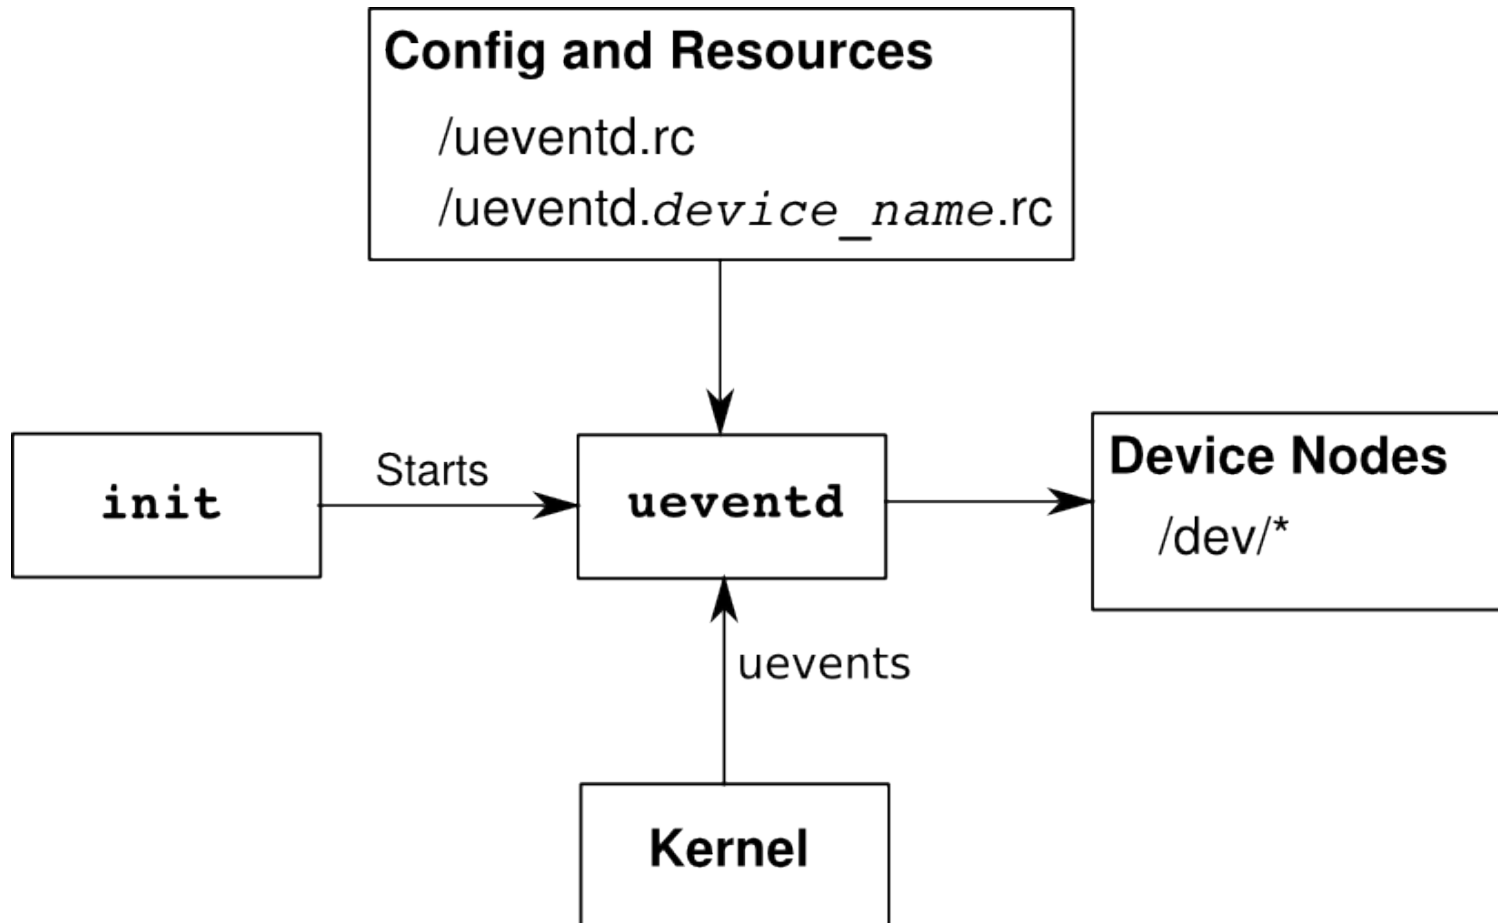 Config and Resources
/ueventd.rc
/ueventd.device_name.rc
init
Starts
ueventd
Device Nodes
/dev/*
uevents
Kernel